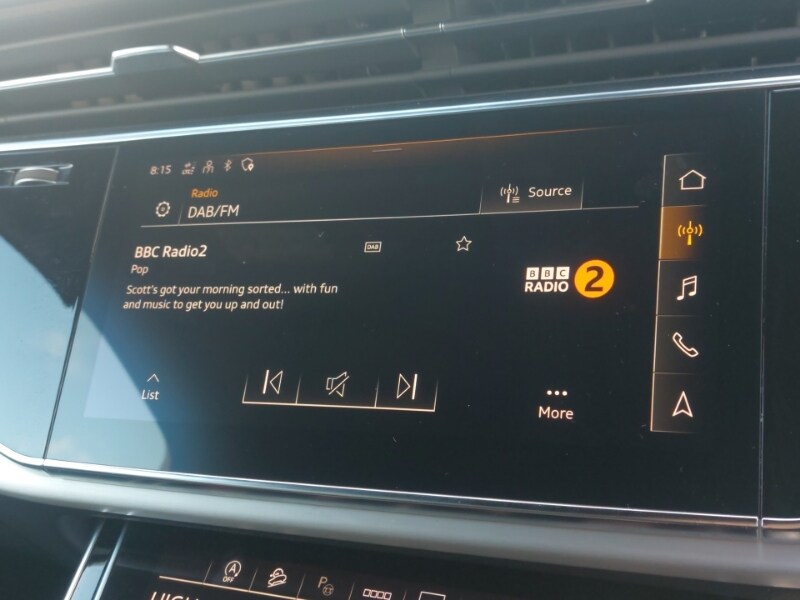 8:15
Radio
DAB/FM
Source
BBC Radio2
DAB
Pop
Scott's got your morning sorted... with fun
and music to get you up and out!
BBC
RADIO 2
List
More
A
OFF
P